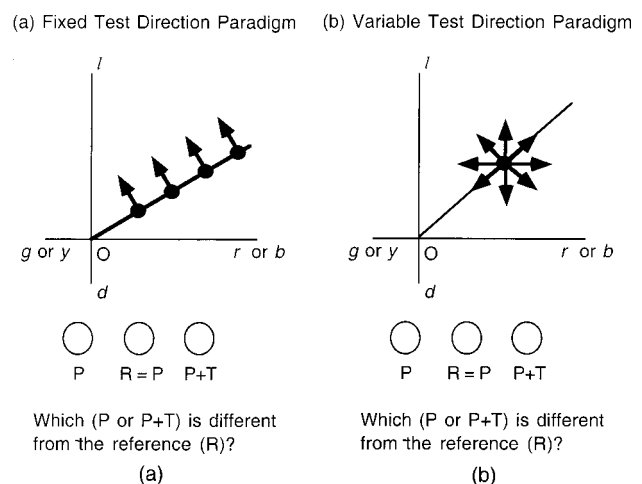 (a) Fixed Test Direction Paradigm
l
g or y
O
r or b
d
P
R = P
P+T
Which (P or P+T) is different
from the reference (R)?
(a)
(b) Variable Test Direction Paradigm
l
g or y
O
r or b
d
P
R = P
P+T
Which (P or P+T) is different
from the reference (R)?
(b)